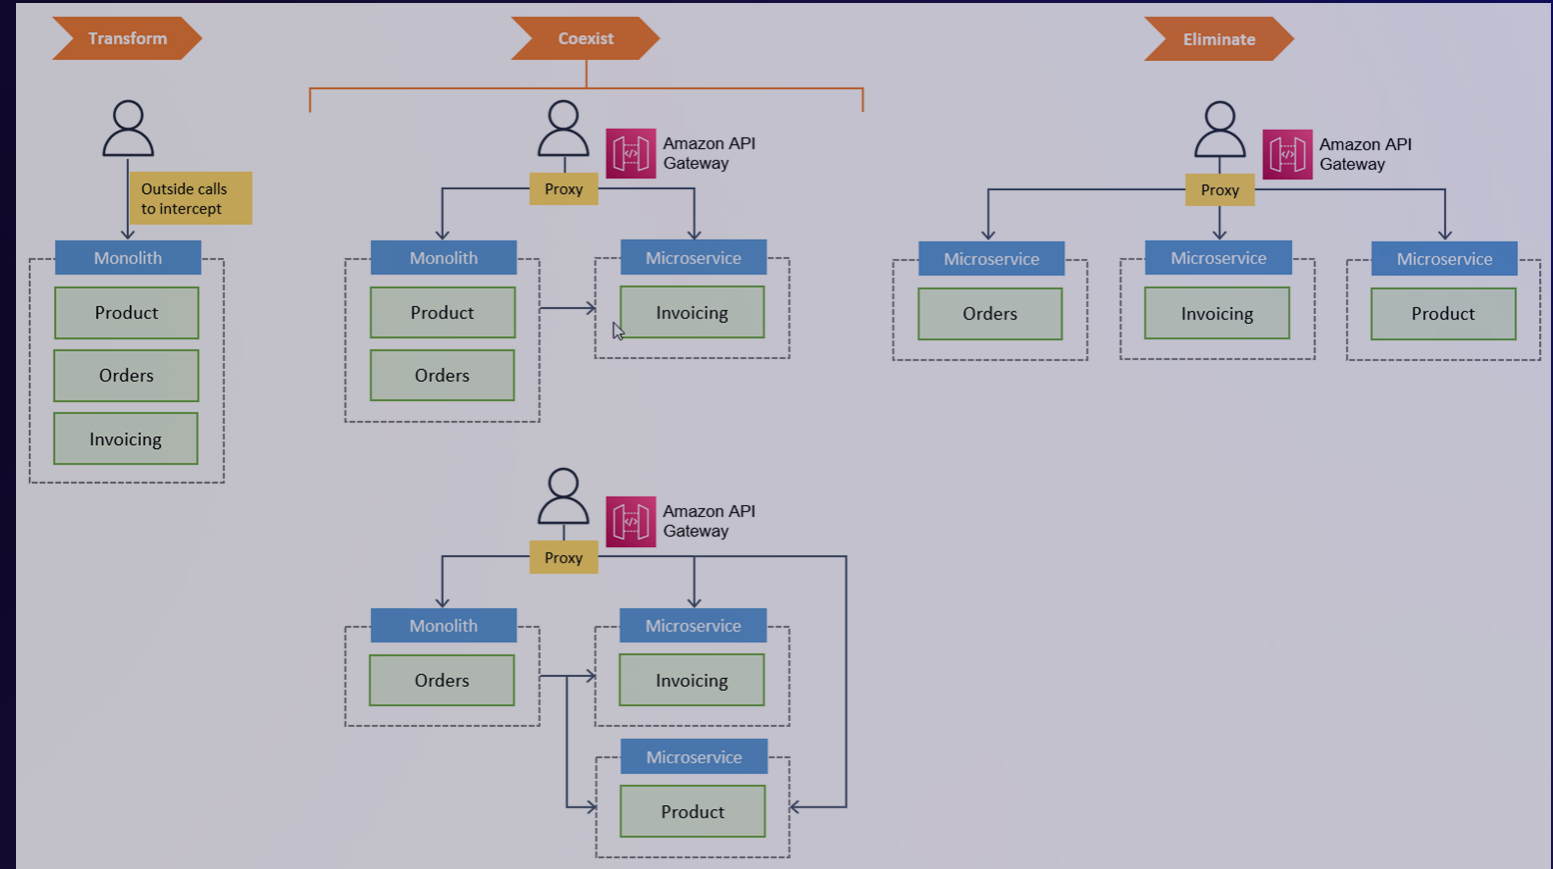 Transform
Coexist
Eliminate
Outside calls
to intercept
Monolith
Product
Orders
Invoicing
Amazon API
Gateway
Proxy
Monolith
Product
Orders
Microservice
Invoicing
Amazon API
Gateway
Proxy
Monolith
Orders
Microservice
Invoicing
Microservice
Product
Amazon API
Gateway
Proxy
Microservice
Orders
Microservice
Invoicing
Microservice
Product